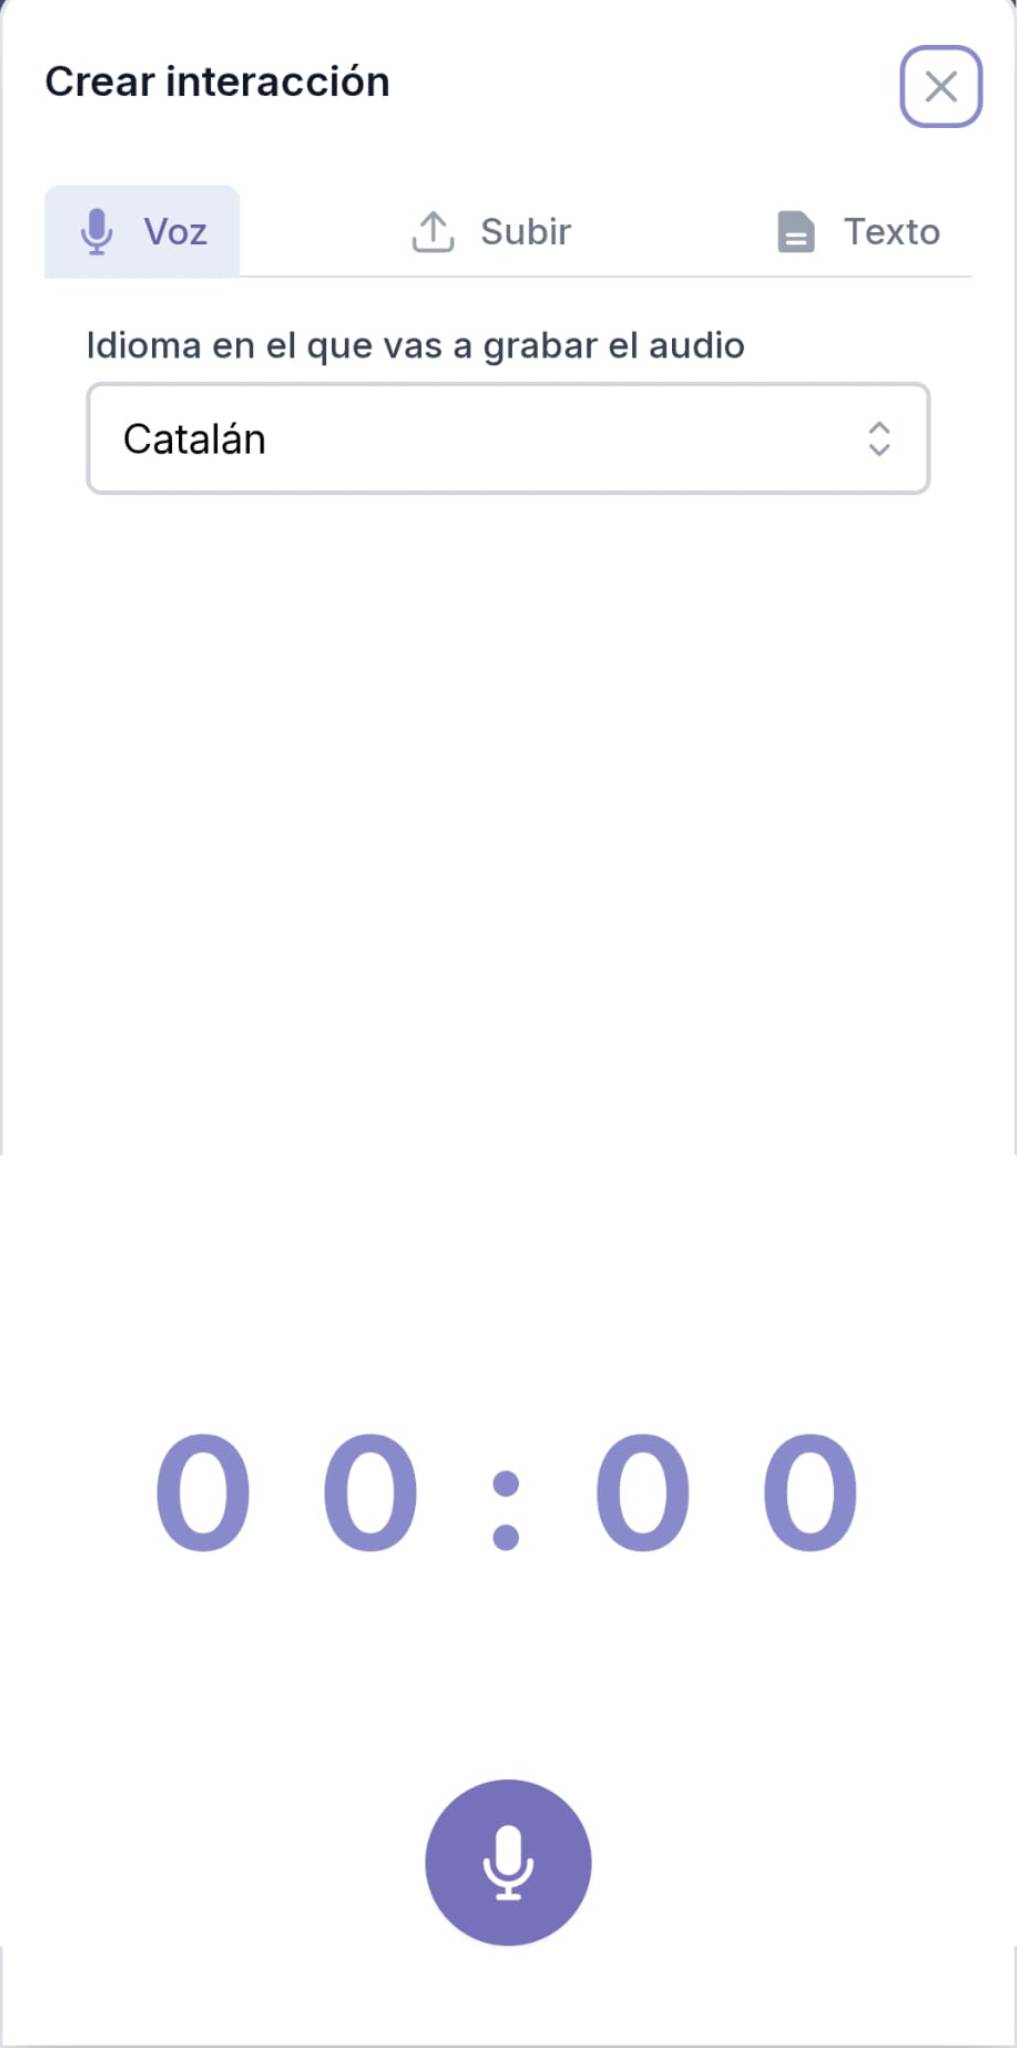 Crear interacción
Voz Subir Texto
Idioma en el que vas a grabar el audio
Catalán
00:00